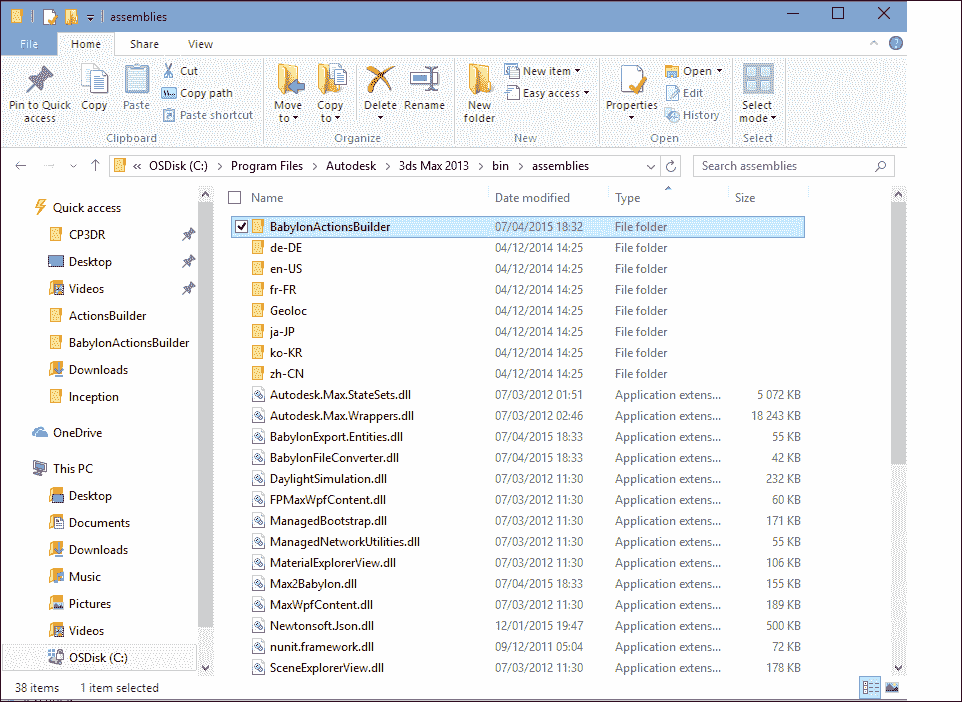 assemblies
File Home Share View
Pin to Quick access
Copy
Paste
Cut
Copy path
Paste shortcut
Clipboard
Move to
Copy to
Delete
Rename
Organize
New folder
New item
Easy access
New
Properties
Open
Edit
History
Open
Select mode
Select
« OSDisk (C:) > Program Files > Autodesk > 3ds Max 2013 > bin > assemblies
Search assemblies
Quick access
CP3DR
Desktop
Videos
ActionsBuilder
BabylonActionsBuilder
Downloads
Inception
OneDrive
This PC
Desktop
Documents
Downloads
Music
Pictures
Videos
OSDisk (C:)
Name Date modified Type Size
BabylonActionsBuilder 07/04/2015 18:32 File folder
de-DE 04/12/2014 14:25 File folder
en-US 04/12/2014 14:25 File folder
fr-FR 04/12/2014 14:25 File folder
Geoloc 04/12/2014 14:25 File folder
ja-JP 04/12/2014 14:25 File folder
ko-KR 04/12/2014 14:25 File folder
zh-CN 04/12/2014 14:25 File folder
Autodesk.Max.StateSets.dll 07/03/2012 01:51 Application extens... 5 072 KB
Autodesk.Max.Wrappers.dll 07/03/2012 02:46 Application extens... 18 243 KB
BabylonExport.Entities.dll 07/04/2015 18:33 Application extens... 55 KB
BabylonFileConverter.dll 07/04/2015 18:33 Application extens... 42 KB
DaylightSimulation.dll 07/03/2012 11:30 Application extens... 232 KB
FPMaxWpfContent.dll 07/03/2012 11:30 Application extens... 60 KB
ManagedBootstrap.dll 07/03/2012 11:30 Application extens... 171 KB
ManagedNetworkUtilities.dll 07/03/2012 11:30 Application extens... 55 KB
MaterialExplorerView.dll 07/03/2012 11:30 Application extens... 106 KB
Max2Babylon.dll 07/04/2015 18:33 Application extens... 155 KB
MaxWpfContent.dll 07/03/2012 11:30 Application extens... 189 KB
Newtonsoft.Json.dll 12/01/2015 19:47 Application extens... 500 KB
nunit.framework.dll 09/12/2011 05:04 Application extens... 72 KB
SceneExplorerView.dll 07/03/2012 11:30 Application extens... 178 KB
38 items 1 item selected